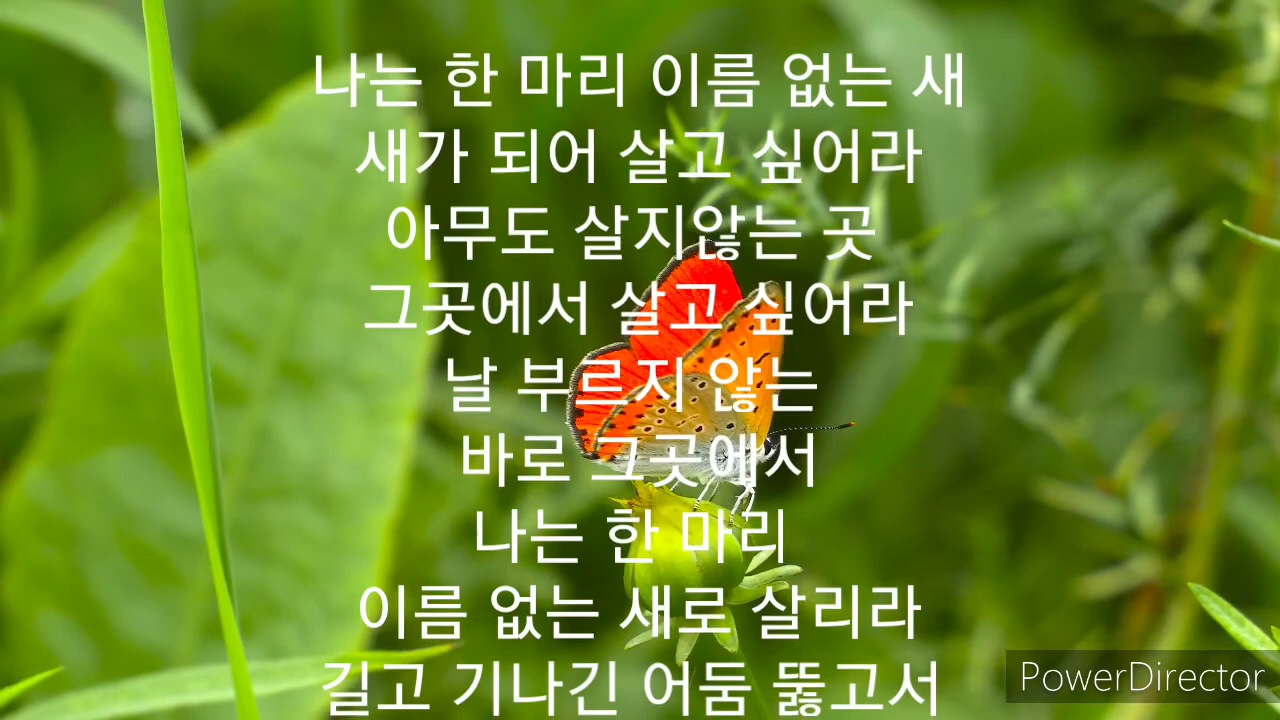 나는 한 마리 이름 없는 새
새가 되어 살고 싶어라
아무도 살지않는 곳
그곳에서 살고 싶어라
날 부르지 않는
바로 그곳에서
나는 한 마리
이름 없는 새로 살리라
길고 기나긴 어둠 뚫고서
PowerDirector